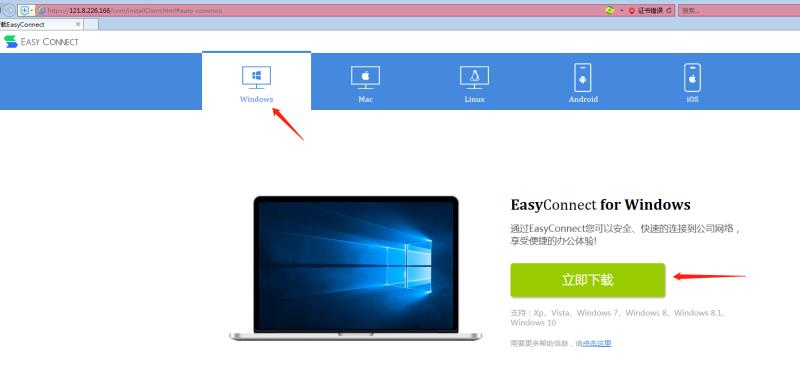 https://121.8.226.166/com/installClient.html#auto-common
证书错误
搜索...
载EasyConnect
EASY CONNECT
Windows
Mac
Linux
Android
iOS
EasyConnect for Windows
通过EasyConnect您可以安全、快速的连接到公司网络，
享受便捷的办公体验!
立即下载
支持：Xp、Vista、Windows 7、Windows 8、Windows 8.1、
Windows 10
需要更多帮助信息，请点击这里